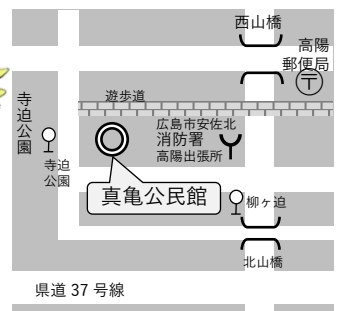 西山橋
高陽
郵便局
〒
遊歩道
寺迫公園
広島市安佐北
消防署
高陽出張所
寺迫
公園
真亀公民館
柳ヶ迫
北山橋
県道 37 号線